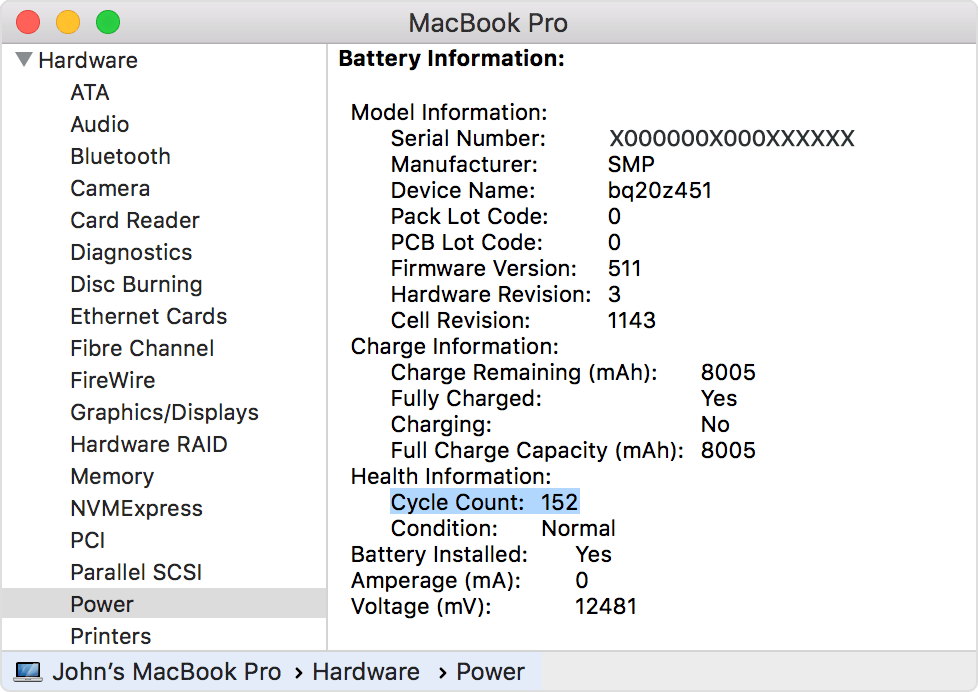 MacBook Pro
Hardware
ATA
Audio
Bluetooth
Camera
Card Reader
Diagnostics
Disc Burning
Ethernet Cards
Fibre Channel
FireWire
Graphics/Displays
Hardware RAID
Memory
NVMExpress
PCI
Parallel SCSI
Power
Printers
Battery Information:
Model Information:
Serial Number: X000000X000XXXXXX
Manufacturer: SMP
Device Name: bq20z451
Pack Lot Code: 0
PCB Lot Code: 0
Firmware Version: 511
Hardware Revision: 3
Cell Revision: 1143
Charge Information:
Charge Remaining (mAh): 8005
Fully Charged: Yes
Charging: No
Full Charge Capacity (mAh): 8005
Health Information:
Cycle Count: 152
Condition: Normal
Battery Installed: Yes
Amperage (mA): 0
Voltage (mV): 12481
John’s MacBook Pro › Hardware › Power